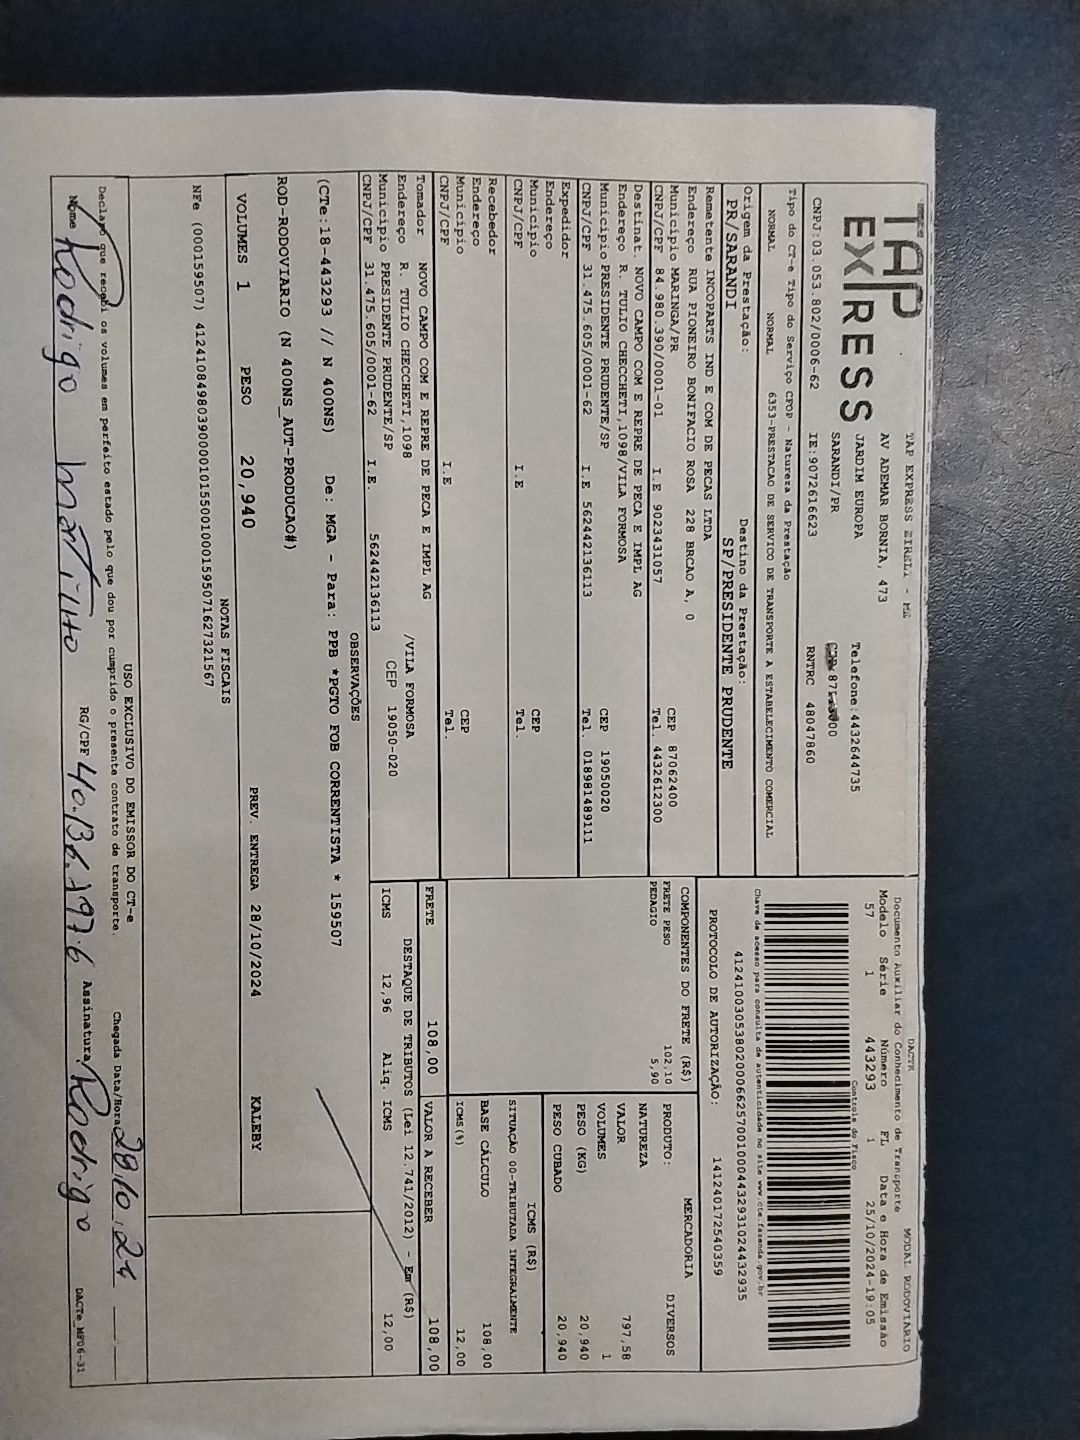 TAP
EXPRESS
TAP EXPRESS EIRELI - ME
AV ADEMAR BORNIA, 473
JARDIM EUROPA
SARANDI/PR
Telefone:4432644735
CNPJ:03.053.802/0006-62 IE:9072616623 RNTRC 48047860
Tipo do CT-e Tipo do Serviço CFOP - Natureza da Prestação
NORMAL NORMAL 6353-PRESTACAO DE SERVICO DE TRANSPORTE A ESTABELECIMENTO COMERCIAL
Origem da Prestação: Destino da Prestação:
PR/SARANDI SP/PRESIDENTE PRUDENTE
Remetente INCOPARTS IND E COM DE PECAS LTDA
Endereço RUA PIONEIRO BONIFACIO ROSA 228 BRCAO A, 0
Município MARINGA/PR CEP 87062400
CNPJ/CPF 84.980.390/0001-01 I.E 9023431057 Tel. 4432612300
Destinat. NOVO CAMPO COM E REPRE DE PECA E IMPL AG
Endereço R. TULIO CHECCHETI,1098/VILA FORMOSA
Município PRESIDENTE PRUDENTE/SP CEP 19050020
CNPJ/CPF 31.475.605/0001-62 I.E 562442136113 Tel. 018981489111
Expedidor
Endereço
Município CEP
CNPJ/CPF I.E Tel.
Recebedor
Endereço
Município CEP
CNPJ/CPF I.E Tel.
Tomador NOVO CAMPO COM E REPRE DE PECA E IMPL AG
Endereço R. TULIO CHECCHETI,1098 /VILA FORMOSA
Município PRESIDENTE PRUDENTE/SP CEP 19050-020
CNPJ/CPF 31.475.605/0001-62 I.E. 562442136113
DACTE MODAL RODOVIÁRIO
Documento Auxiliar do Conhecimento de Transporte
Modelo Série Número FL Data e Hora de Emissão
57 1 443293 1 25/10/2024-19:05
Controle do Fisco
Chave de acesso para consulta de autenticidade no site www.cte.fazenda.gov.br
41241003053802000662570010004432931024432935
PROTOCOLO DE AUTORIZAÇÃO: 141240172540359
COMPONENTES DO FRETE (R$)
FRETE PESO 102,10
PEDAGIO 5,90
MERCADORIA
PRODUTO: DIVERSOS
NATUREZA
VALOR 797,58
VOLUMES 1
PESO (KG) 20,940
PESO CUBADO 20,940
ICMS (R$)
SITUAÇÃO 00-TRIBUTADA INTEGRALMENTE
BASE CÁLCULO 108,00
ICMS(%) 12,00
FRETE 108,00 VALOR A RECEBER 108,00
DESTAQUE DE TRIBUTOS (Lei 12.741/2012) - Em (R$)
ICMS 12,96 Aliq. ICMS 12,00
OBSERVAÇÕES
(CTe:18-443293 // N 400NS) De: MGA - Para: PPB *PGTO FOB CORRENTISTA * 159507
ROD-RODOVIARIO (N 400NS_AUT-PRODUCAO#)
VOLUMES 1 PESO 20,940 PREV. ENTREGA 28/10/2024 KALEBY
NOTAS FISCAIS
NFe (000159507) 41241084980390000101550010001595071627321567
USO EXCLUSIVO DO EMISSOR DO CT-e
Declaro que recebi os volumes em perfeito estado pelo que dou por cumprido o presente contrato de transporte. Chegada Data/Hora 28.10.24
Nome Rodrigo RG/CPF 40.136.197.6 Assinatura Rodrigo DACTe_MF06-31